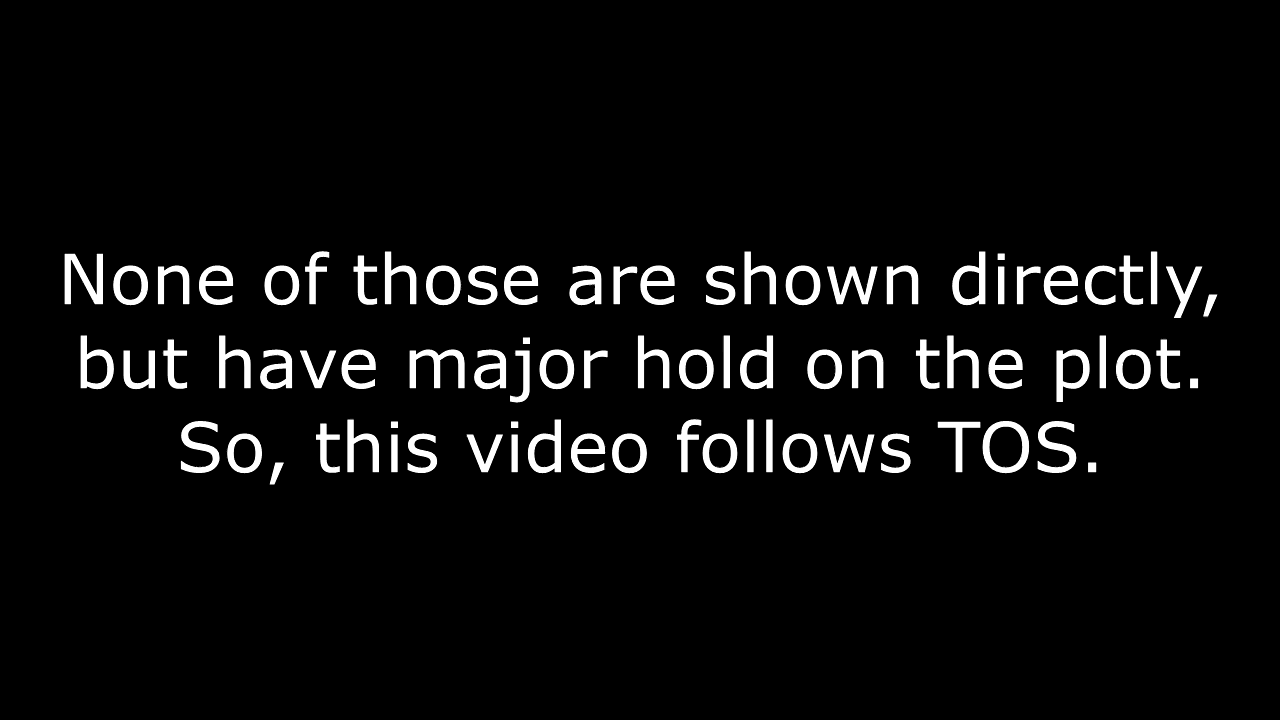 None of those are shown directly,
but have major hold on the plot.
So, this video follows TOS.